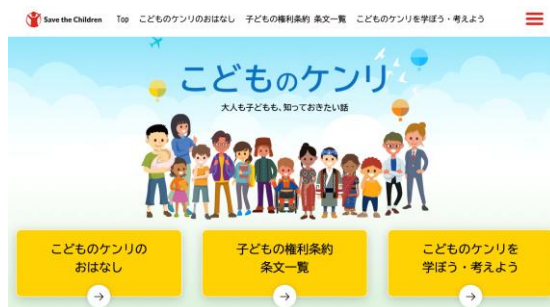 Save the Children Top こどものケンリのおはなし 子どもの権利条約 条文一覧 こどものケンリを学ぼう・考えよう
こどものケンリ
大人も子どもも、知っておきたい話
こどものケンリの
おはなし
子どもの権利条約
条文一覧
こどものケンリを
学ぼう・考えよう